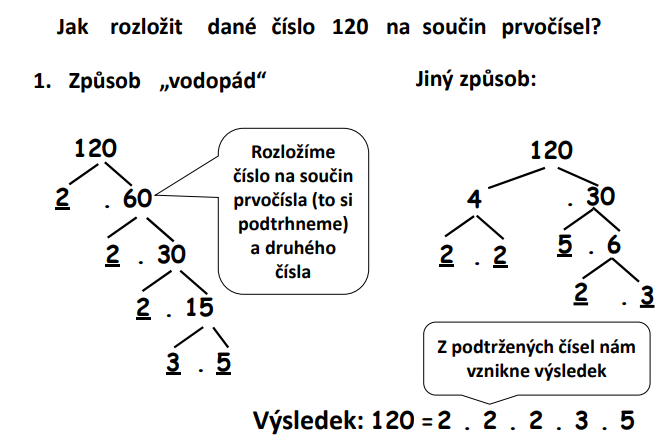 Jak rozložit dané číslo 120 na součin prvočísel?
1. Způsob „vodopád“
Jiný způsob:
120
2 . 60
2 . 30
2 . 15
3 . 5
Rozložíme
číslo na součin
prvočísla (to si
podtrhneme)
a druhého
čísla
120
4 . 30
2 . 2 5 . 6
2 . 3
Z podtržených čísel nám
vznikne výsledek
Výsledek: 120 = 2 . 2 . 2 . 3 . 5